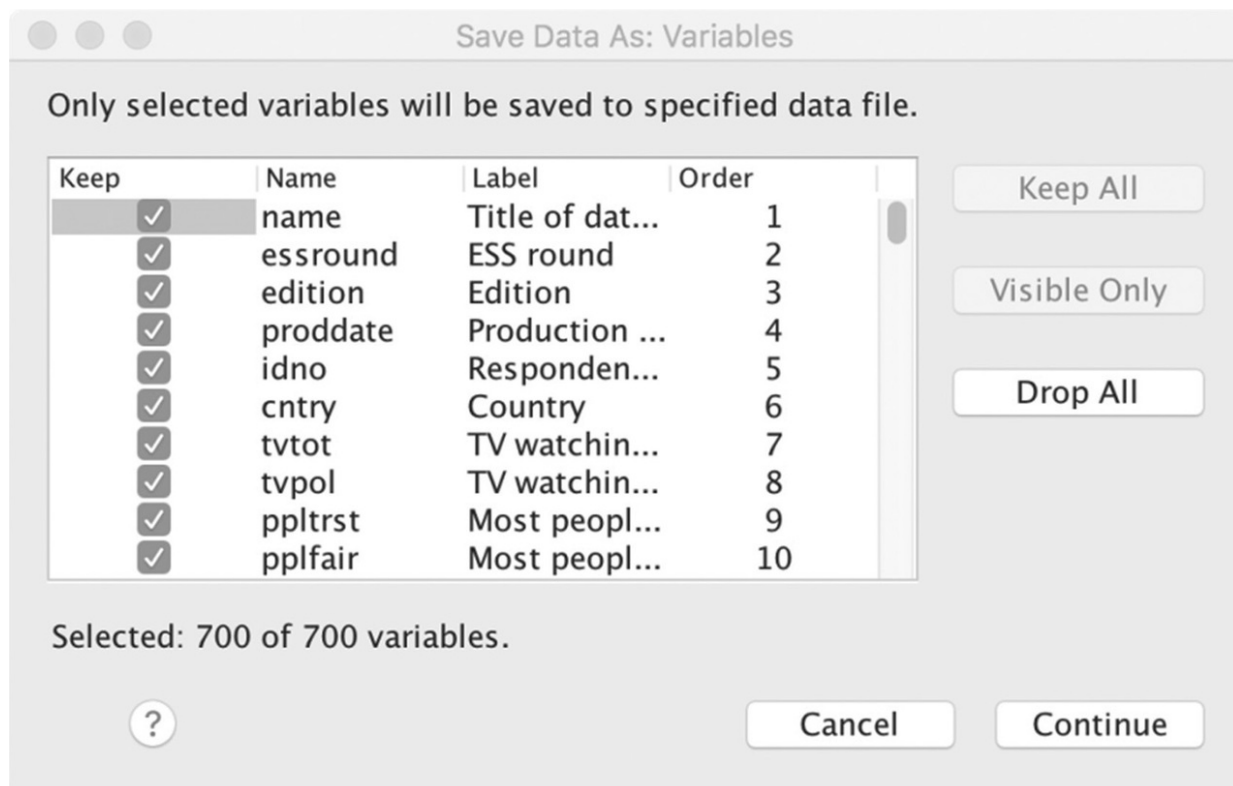 Save Data As: Variables
Only selected variables will be saved to specified data file.
Keep Name Label Order
Keep All
name Title of dat... 1
essround ESS round 2
edition Edition 3
Visible Only
proddate Production ... 4
idno Responden... 5
Drop All
cntry Country 6
tvtot TV watchin... 7
tvpol TV watchin... 8
ppltrst Most peopl... 9
pplfair Most peopl... 10
Selected: 700 of 700 variables.
? Cancel Continue